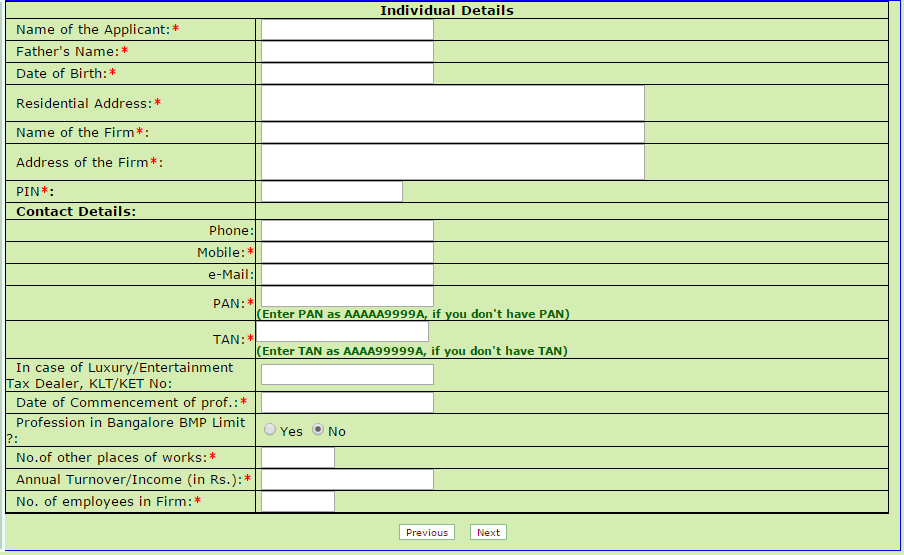 Individual Details
Name of the Applicant:*
Father's Name:*
Date of Birth:*
Residential Address:*
Name of the Firm*:
Address of the Firm*:
PIN*:
Contact Details:
Phone:
Mobile:*
e-Mail:
PAN:*
(Enter PAN as AAAAA9999A, if you don't have PAN)
TAN:*
(Enter TAN as AAAA99999A, if you don't have TAN)
In case of Luxury/Entertainment
Tax Dealer, KLT/KET No:
Date of Commencement of prof.:*
Profession in Bangalore BMP Limit
?:
Yes No
No.of other places of works:*
Annual Turnover/Income (in Rs.):*
No. of employees in Firm:*
Previous Next